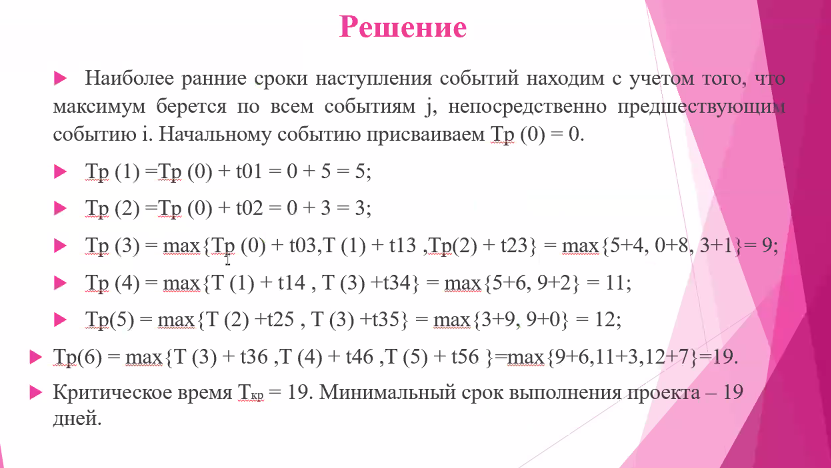 Решение
Наиболее ранние сроки наступления событий находим с учетом того, что
максимум берется по всем событиям j, непосредственно предшествующим
событию i. Начальному событию присваиваем Тр (0) = 0.
Тр (1) =Тр (0) + t01 = 0 + 5 = 5;
Тр (2) =Тр (0) + t02 = 0 + 3 = 3;
Тр (3) = max{Тр (0) + t03,Т (1) + t13 ,Тр(2) + t23} = max{5+4, 0+8, 3+1}= 9;
Тр (4) = max{Т (1) + t14 , Т (3) +t34} = max{5+6, 9+2} = 11;
Тр(5) = max{Т (2) +t25 , Т (3) +t35} = max{3+9, 9+0} = 12;
Тр(6) = max{Т (3) + t36 ,Т (4) + t46 ,Т (5) + t56 }=max{9+6,11+3,12+7}=19.
Критическое время Ткр = 19. Минимальный срок выполнения проекта – 19
дней.